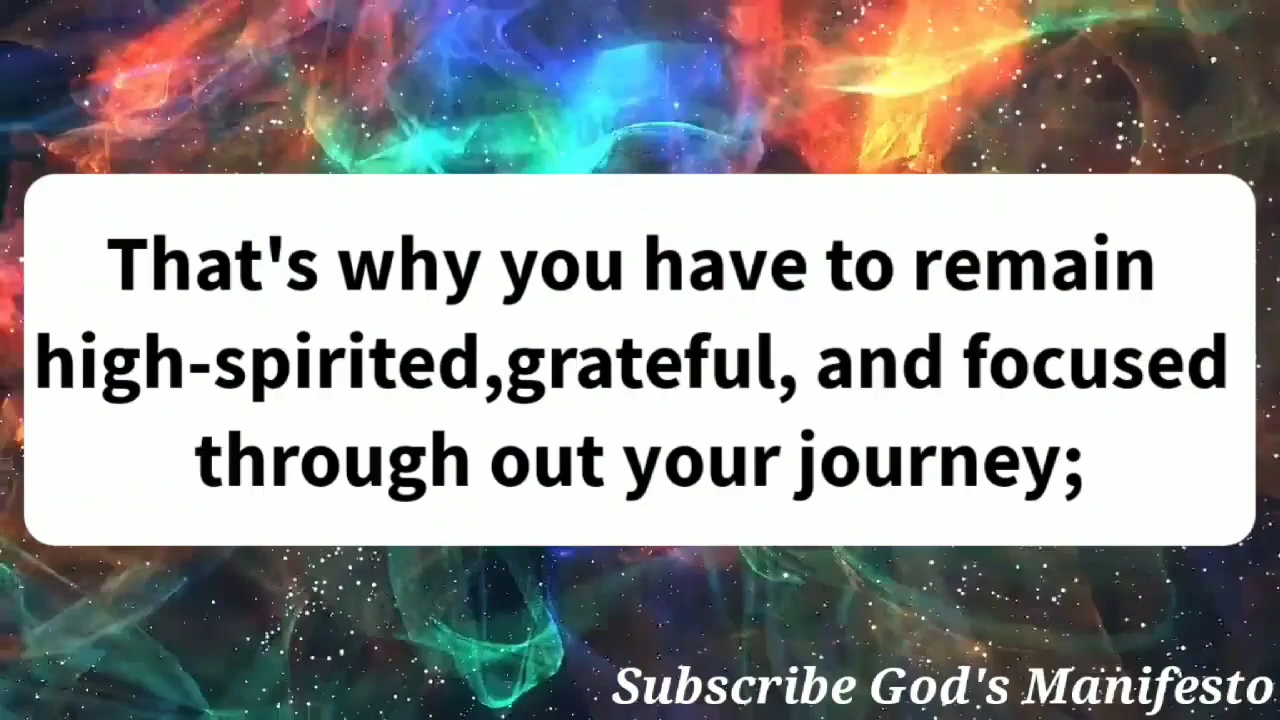 That's why you have to remain
high-spirited,grateful, and focused
through out your journey;
Subscribe God's Manifesto